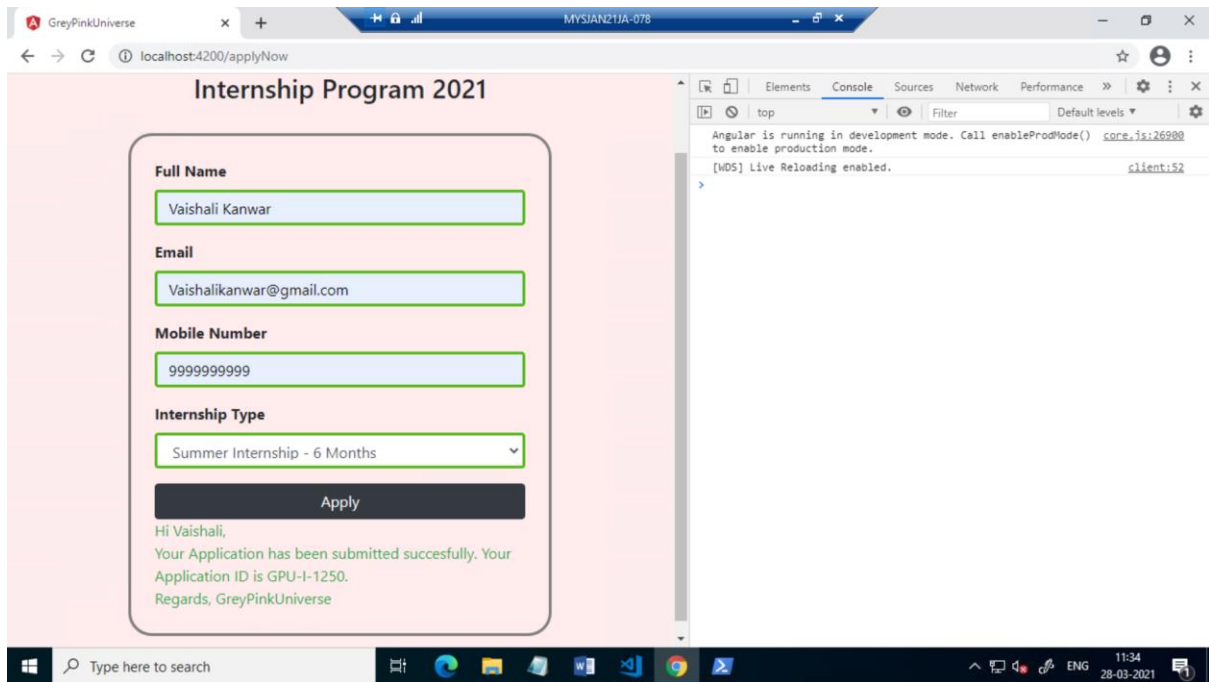 GreyPinkUniverse
MYSJAN21JA-078
localhost:4200/applyNow
Internship Program 2021
Full Name
Vaishali Kanwar
Email
Vaishalikanwar@gmail.com
Mobile Number
9999999999
Internship Type
Summer Internship - 6 Months
Apply
Hi Vaishali,
Your Application has been submitted succesfully. Your
Application ID is GPU-I-1250.
Regards, GreyPinkUniverse
Elements Console Sources Network Performance
top Filter Default levels
Angular is running in development mode. Call enableProdMode() core.js:26900
to enable production mode.
[WDS] Live Reloading enabled. client:52
Type here to search
ENG
11:34
28-03-2021
1